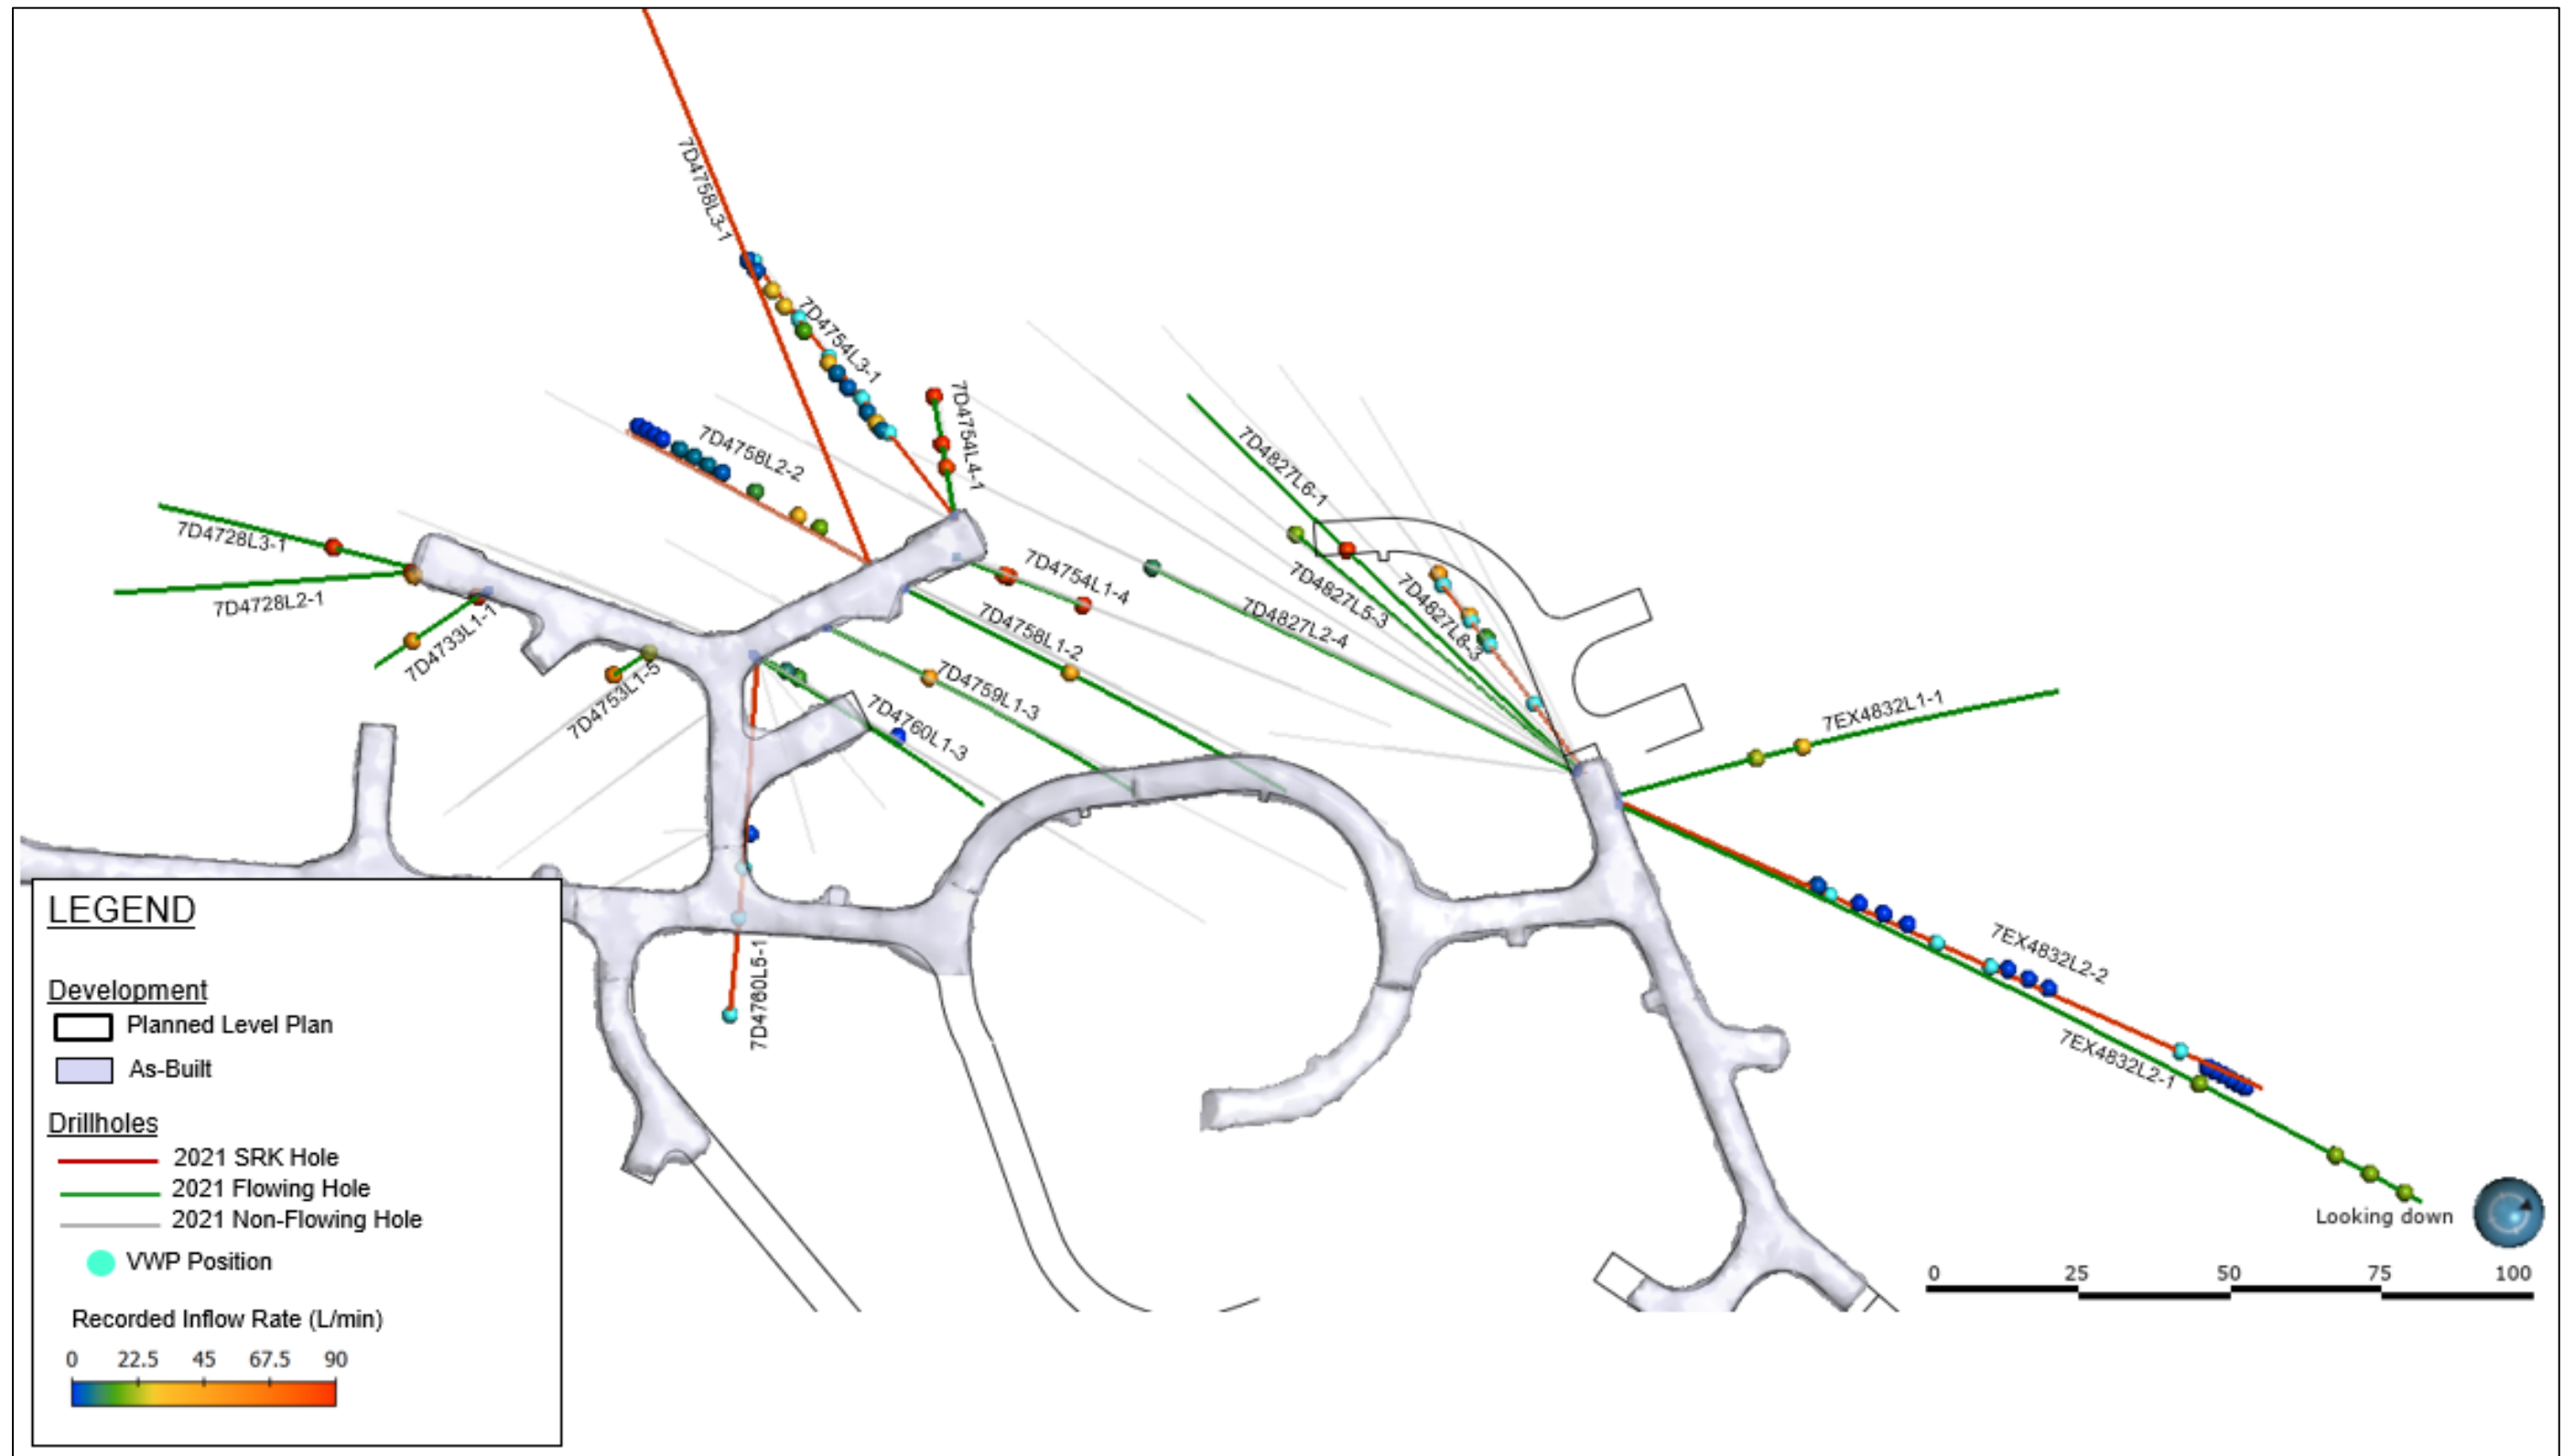 7D4758L3-1
7D4754L3-1
7D4754L4-1
7D4758L2-2
7D4827L6-1
7D4728L3-1
7D4754L1-4
7D4827L5-3
7D4827L8-3
7D4728L2-1
7D4733L1-1
7D4758L1-2
7D4827L2-4
7D4753L1-5
7D4759L1-3
7D4760L1-3
7EX4832L1-1
7EX4832L2-2
7D4760L5-1
7EX4832L2-1
LEGEND
Development
Planned Level Plan
As-Built
Drillholes
2021 SRK Hole
2021 Flowing Hole
2021 Non-Flowing Hole
VWP Position
Recorded Inflow Rate (L/min)
0 22.5 45 67.5 90
Looking down
0 25 50 75 100